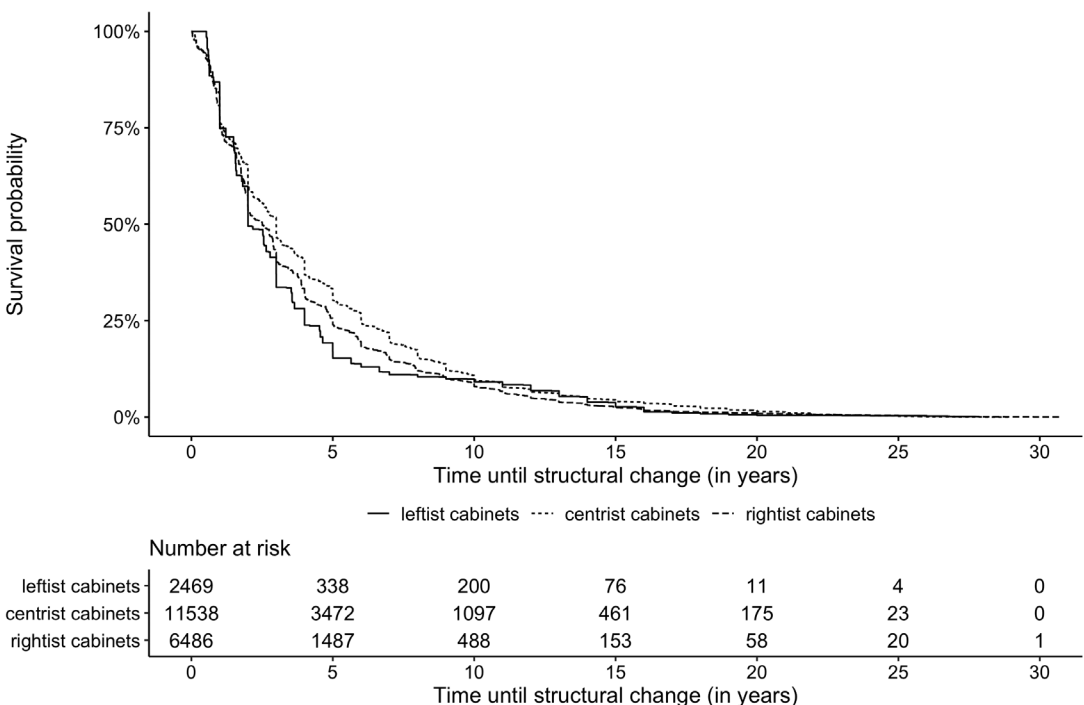 100%
75%
50%
25%
0%
Survival probability
0 5 10 15 20 25 30
Time until structural change (in years)
leftist cabinets centrist cabinets rightist cabinets
Number at risk
leftist cabinets 2469 338 200 76 11 4 0
centrist cabinets 11538 3472 1097 461 175 23 0
rightist cabinets 6486 1487 488 153 58 20 1
0 5 10 15 20 25 30
Time until structural change (in years)